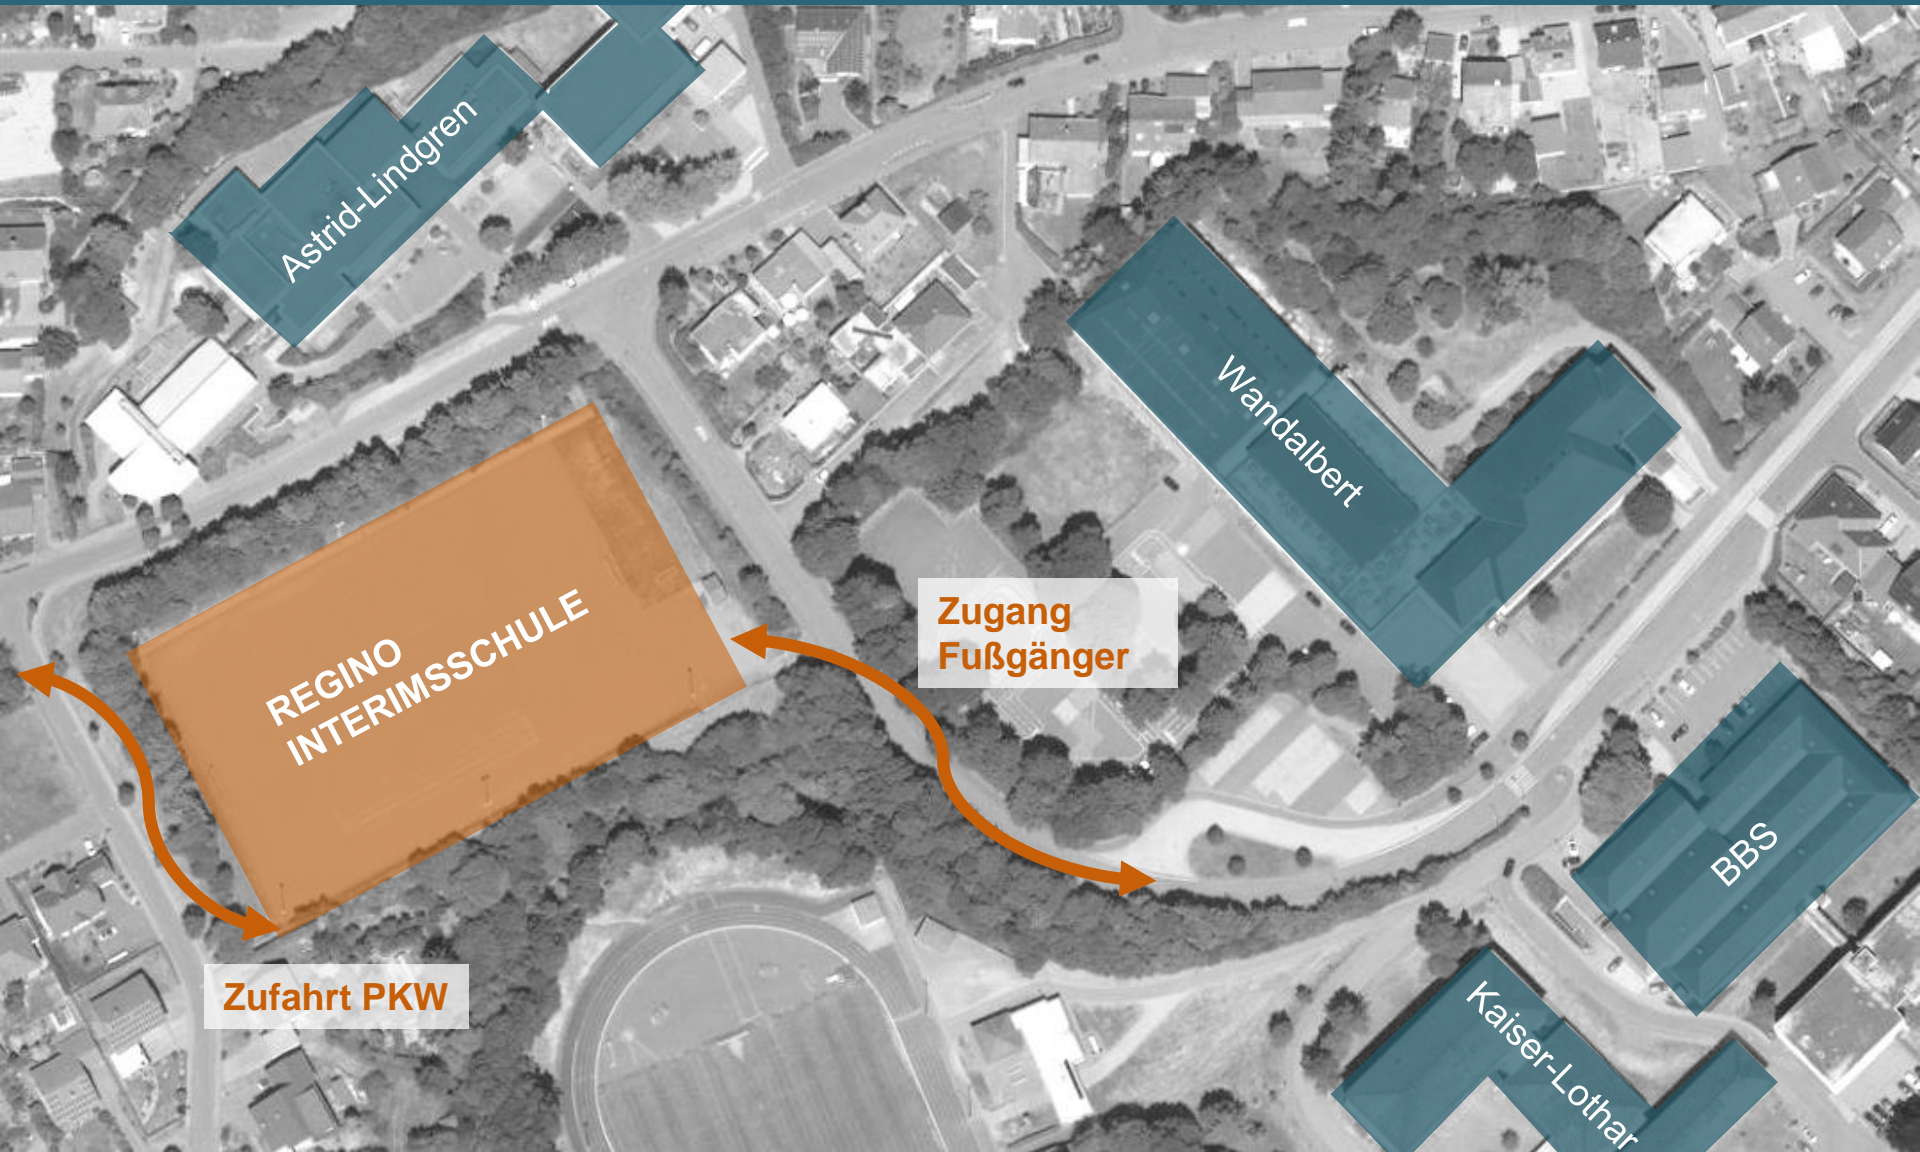 Astrid-Lindgren
Wandalbert
Zugang
Fußgänger
REGINO
INTERIMSSCHULE
BBS
Zufahrt PKW
Kaiser-Lothar